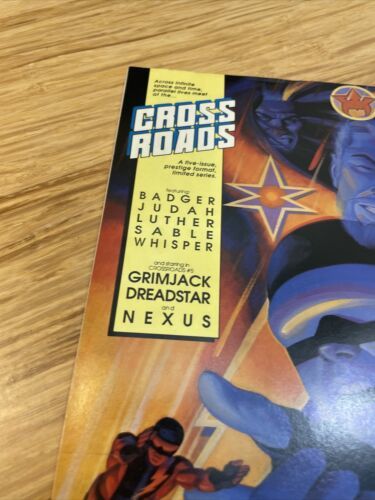 Across infinite
space and time,
parallel lives meet
at the...
CROSS
ROADS
A five-issue,
prestige format,
limited series.
featuring
BADGER
JUDAH
LUTHER
SABLE
WHISPER
and starring in
CROSSROADS #5
GRIMJACK
DREADSTAR
and
NEXUS